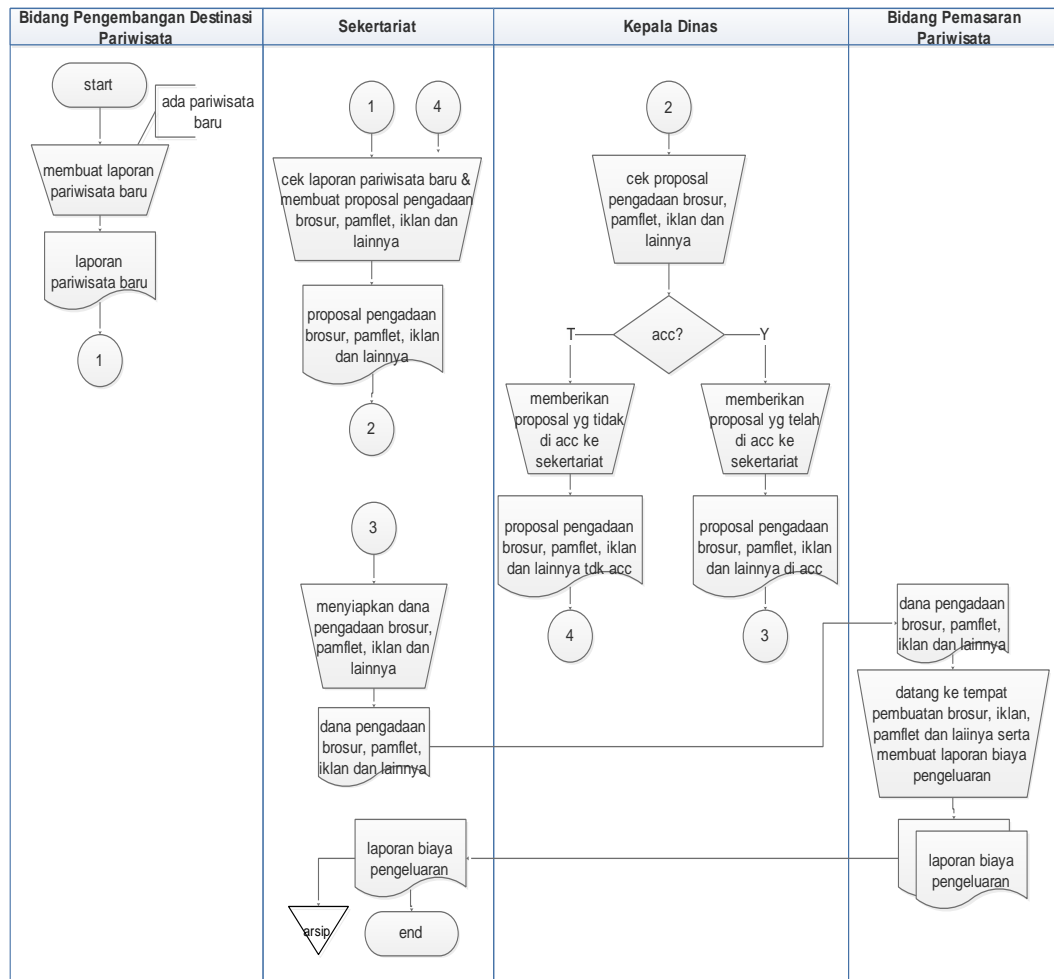 Bidang Pengembangan Destinasi
Pariwisata
Sekertariat
Kepala Dinas
Bidang Pemasaran
Pariwisata
start
ada pariwisata
baru
membuat laporan
pariwisata baru
laporan
pariwisata baru
1
1
4
cek laporan pariwisata baru &
membuat proposal pengadaan
brosur, pamflet, iklan dan
lainnya
proposal pengadaan
brosur, pamflet, iklan
dan lainnya
2
3
menyiapkan dana
pengadaan brosur,
pamflet, iklan dan
lainnya
dana pengadaan
brosur, pamflet,
iklan dan lainnya
laporan biaya
pengeluaran
arsip
end
2
cek proposal
pengadaan brosur,
pamflet, iklan dan
lainnya
acc?
T
Y
memberikan
proposal yg tidak
di acc ke
sekertariat
memberikan
proposal yg telah
di acc ke
sekertariat
proposal pengadaan
brosur, pamflet, iklan
dan lainnya tdk acc
proposal pengadaan
brosur, pamflet, iklan
dan lainnya di acc
4
3
dana pengadaan
brosur, pamflet,
iklan dan lainnya
datang ke tempat
pembuatan brosur, iklan,
pamflet dan laiinya serta
membuat laporan biaya
pengeluaran
laporan biaya
pengeluaran